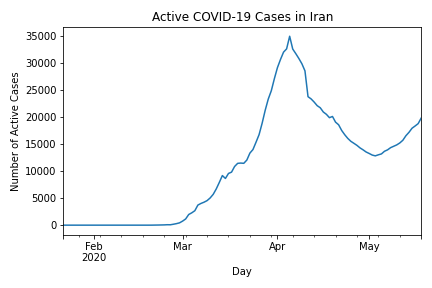 Active COVID-19 Cases in Iran
Number of Active Cases
35000
30000
25000
20000
15000
10000
5000
0
Feb Mar Apr May
2020
Day